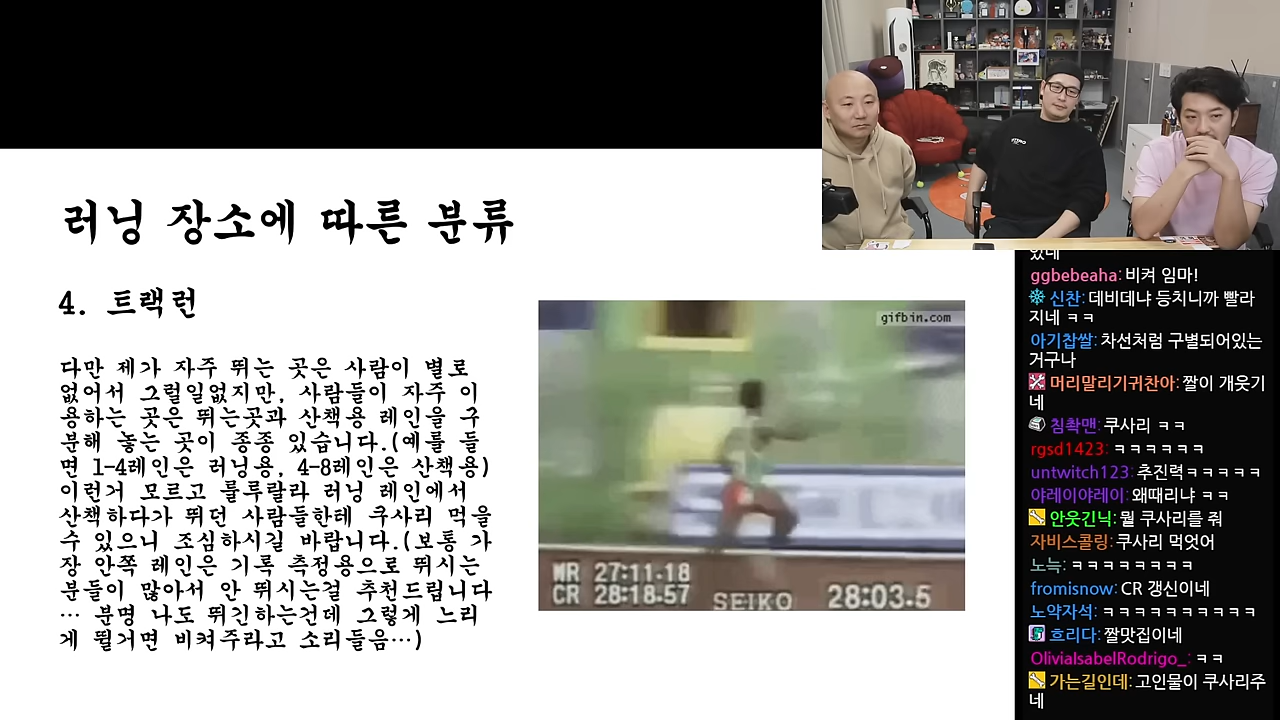 러닝 장소에 따른 분류
4. 트랙런
다만 제가 자주 뛰는 곳은 사람이 별로
없어서 그럴일없지만, 사람들이 자주 이
용하는 곳은 뛰는곳과 산책용 레인을 구
분해 놓는 곳이 종종 있습니다.(예를 들
면 1-4레인은 러닝용, 4-8레인은 산책용)
이런거 모르고 룰루랄라 러닝 레인에서
산책하다가 뛰던 사람들한테 쿠사리 먹을
수 있으니 조심하시길 바랍니다.(보통 가
장 안쪽 레인은 기록 측정용으로 뛰시는
분들이 많아서 안 뛰시는걸 추천드립니다
… 분명 나도 뛰긴하는건데 그렇게 느리
게 뛸거면 비켜주라고 소리들음…)
gifbin.com
WR 27:11.18
CR 28:18.57
SEIKO 28:03.5
있네
ggbebeaha: 비켜 임마!
신찬: 데비데냐 등치니까 빨라
지네 ㅋㅋ
아기찹쌀: 차선처럼 구별되어있는
거구나
머리말리기귀찬아: 짤이 개웃기
네
침착맨: 쿠사리 ㅋㅋ
rgsd1423: ㅋㅋㅋㅋㅋㅋ
untwitch123: 추진력ㅋㅋㅋㅋㅋ
야레이야레이: 왜때리냐 ㅋㅋ
안웃긴닉: 뭘 쿠사리를 줘
자비스콜링: 쿠사리 먹엇어
노늑: ㅋㅋㅋㅋㅋㅋㅋㅋ
fromisnow: CR 갱신이네
노약자석: ㅋㅋㅋㅋㅋㅋㅋㅋㅋㅋ
흐리다: 짤맛집이네
OliviaIsabelRodrigo_: ㅋㅋ
가는길인데: 고인물이 쿠사리주
네